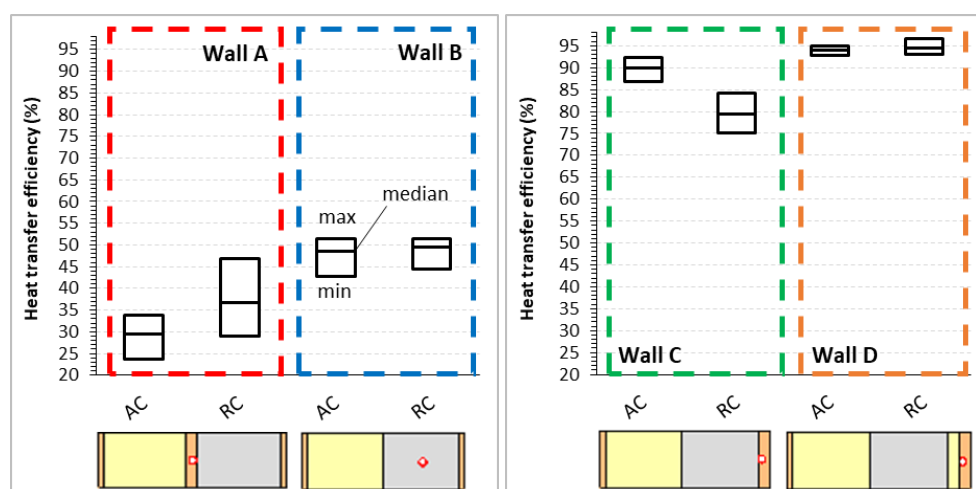 Heat transfer efficiency (%)
95
90
85
80
75
70
65
60
55
50
45
40
35
30
25
20
Wall A
Wall B
max
median
min
AC
RC
AC
RC
Heat transfer efficiency (%)
95
90
85
80
75
70
65
60
55
50
45
40
35
30
25
20
Wall C
Wall D
AC
RC
AC
RC